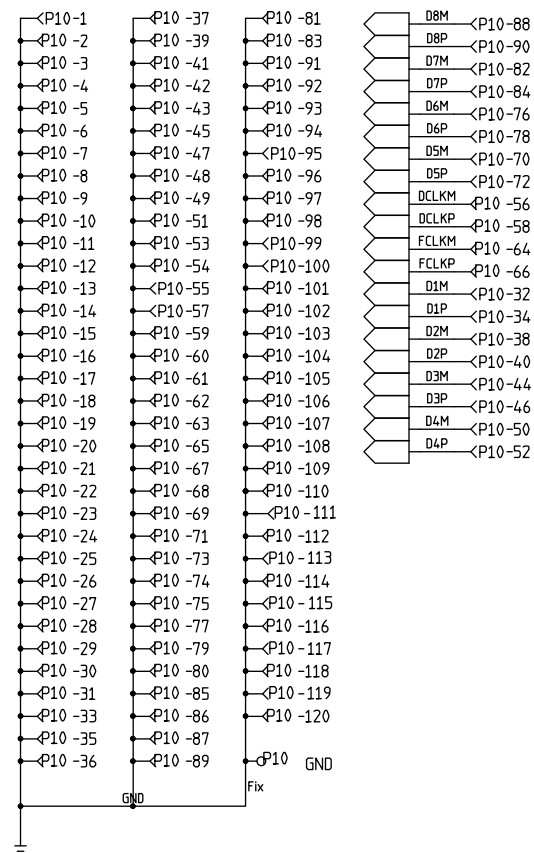 P10-1
P10 -2
P10 -3
P10 -4
P10 -5
P10 -6
P10 -7
P10 -8
P10 -9
P10 -10
P10 -11
P10 -12
P10 -13
P10 -14
P10 -15
P10 -16
P10 -17
P10 -18
P10 -19
P10 -20
P10 -21
P10 -22
P10 -23
P10 -24
P10 -25
P10 -26
P10 -27
P10 -28
P10 -29
P10 -30
P10 -31
P10 -33
P10 -35
P10 -36
P10 -37
P10 -39
P10 -41
P10 -42
P10 -43
P10 -45
P10 -47
P10 -48
P10 -49
P10 -51
P10 -53
P10 -54
P10-55
P10-57
P10 -59
P10 -60
P10 -61
P10 -62
P10 -63
P10 -65
P10 -67
P10 -68
P10 -69
P10 -71
P10 -73
P10 -74
P10 -75
P10 -77
P10 -79
P10 -80
P10 -85
P10 -86
P10 -87
P10 -89
GND
P10 -81
P10 -83
P10 -91
P10 -92
P10 -93
P10 -94
P10-95
P10 -96
P10 -97
P10 -98
P10-99
P10-100
P10 -101
P10 -102
P10 -103
P10 -104
P10 -105
P10 -106
P10 -107
P10 -108
P10 -109
P10 -110
P10 -111
P10 -112
P10 -113
P10 -114
P10 -115
P10 -116
P10 -117
P10 -118
P10 -119
P10 -120
P10 GND
Fix
D8M P10-88
D8P P10-90
D7M P10-82
D7P P10-84
D6M P10-76
D6P P10-78
D5M P10-70
D5P P10-72
DCLKM P10 -56
DCLKP P10 -58
FCLKM P10 -64
FCLKP P10 -66
D1M P10-32
D1P P10-34
D2M P10-38
D2P P10-40
D3M P10-44
D3P P10-46
D4M P10-50
D4P P10-52